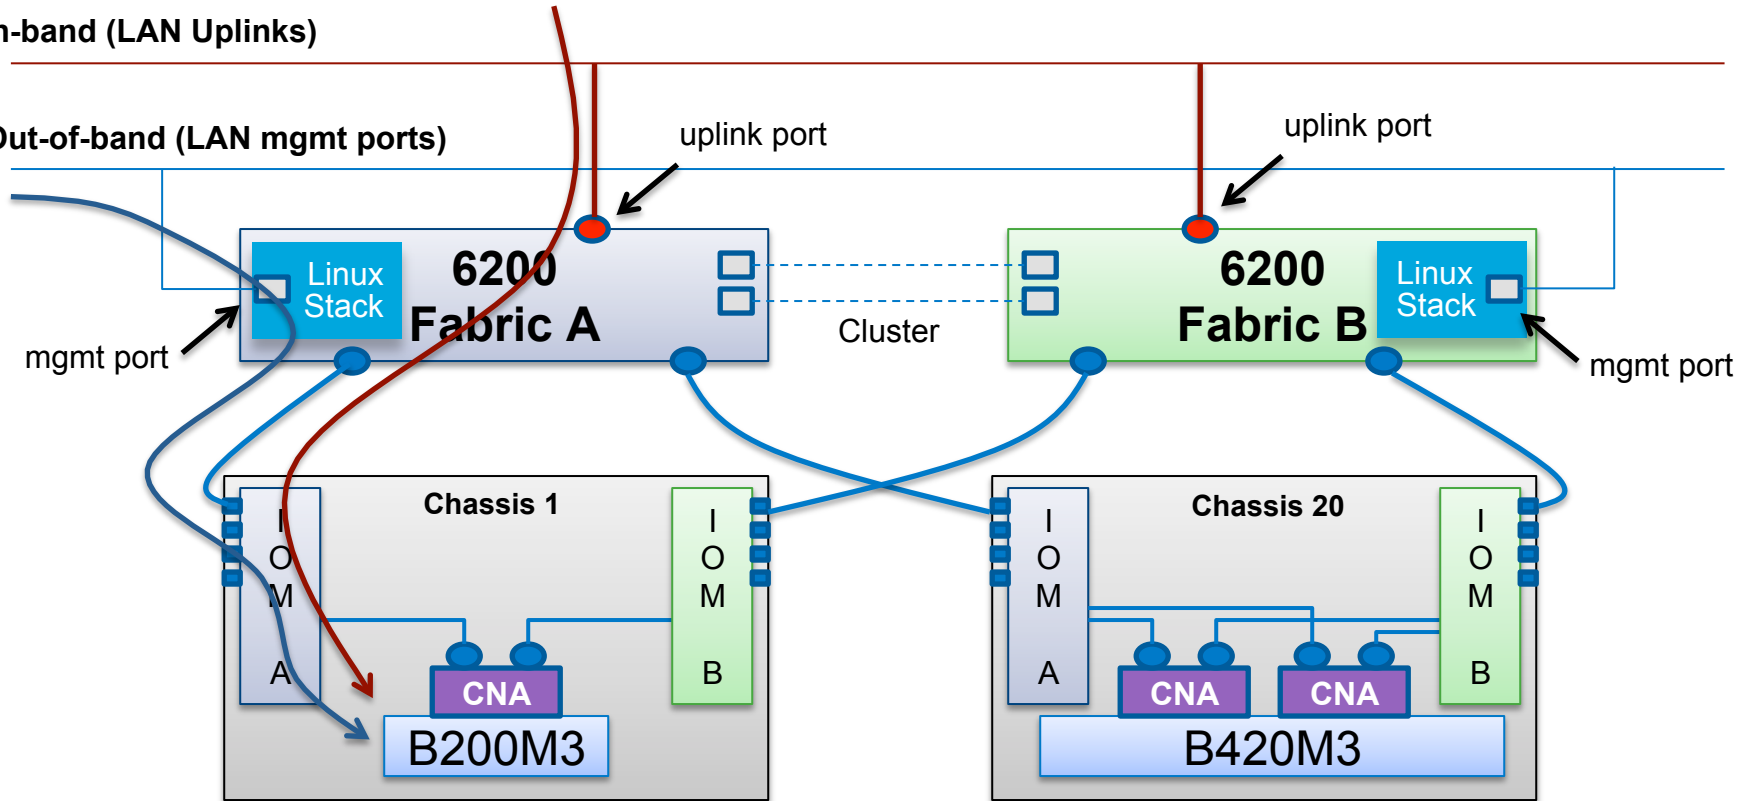 n-band (LAN Uplinks)
Out-of-band (LAN mgmt ports)
uplink port
uplink port
Linux
Stack
6200
Fabric A
Cluster
6200
Fabric B
Linux
Stack
mgmt port
mgmt port
Chassis 1
I
O
M
A
I
O
M
B
CNA
B200M3
Chassis 20
I
O
M
A
I
O
M
B
CNA
CNA
B420M3